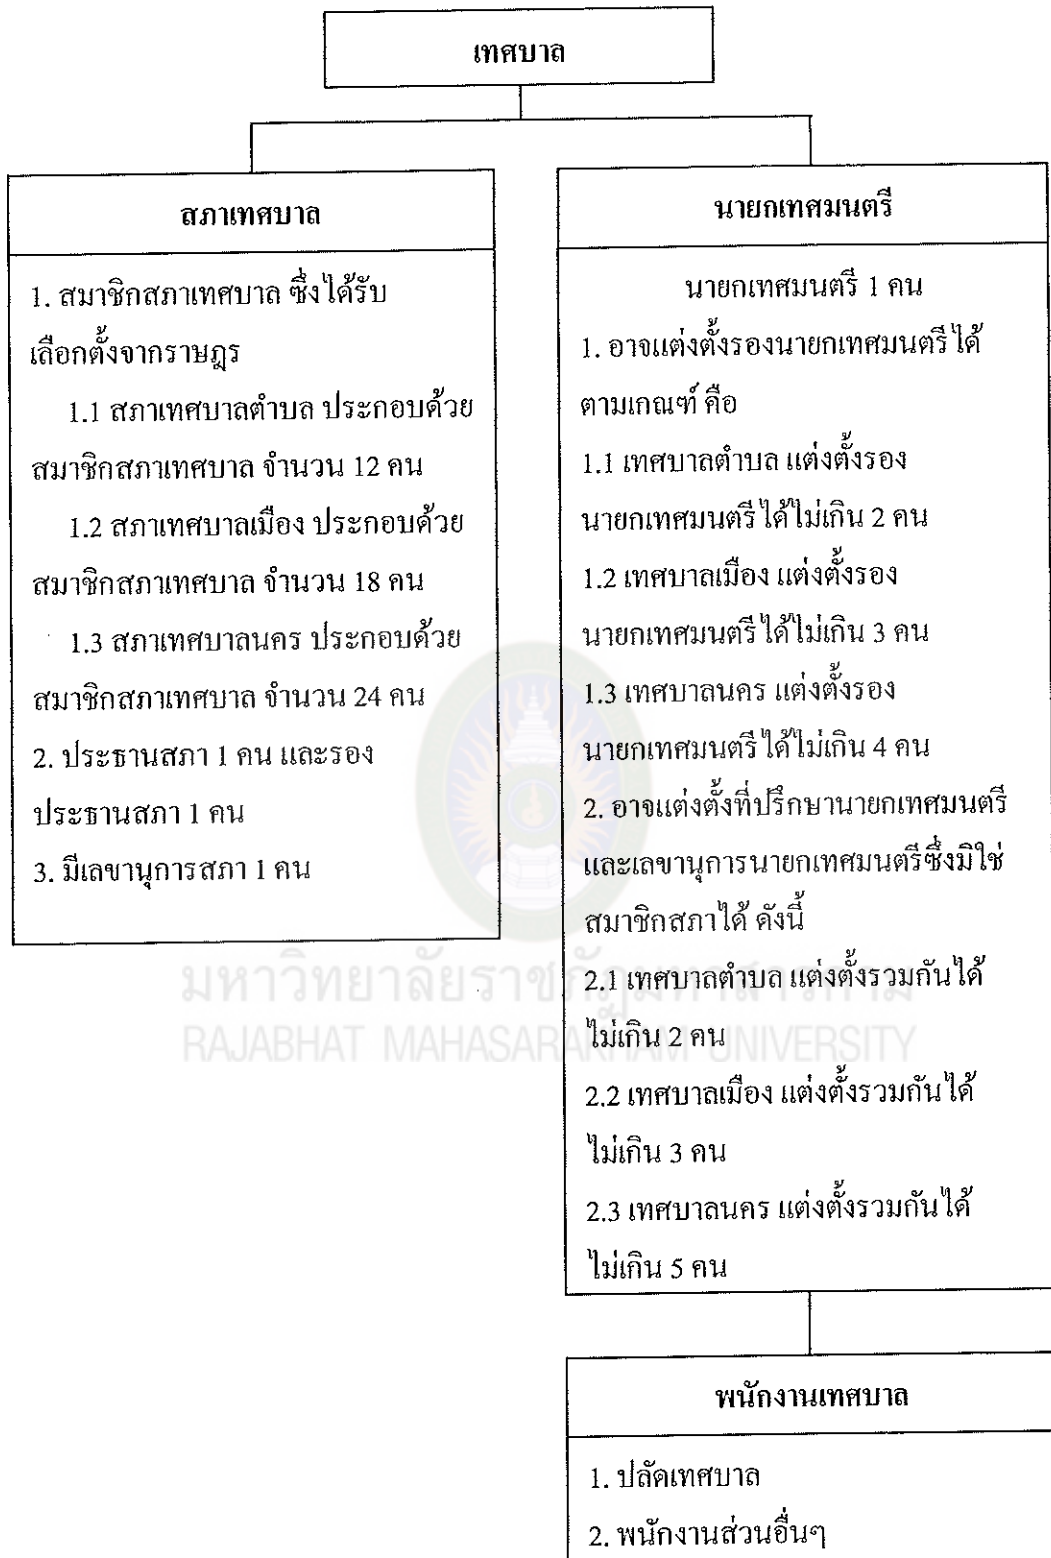 เทศบาล
สภาเทศบาล
1. สมาชิกสภาเทศบาล ซึ่งได้รับ
เลือกตั้งจากราษฎร
1.1 สภาเทศบาลตำบล ประกอบด้วย
สมาชิกสภาเทศบาล จำนวน 12 คน
1.2 สภาเทศบาลเมือง ประกอบด้วย
สมาชิกสภาเทศบาล จำนวน 18 คน
1.3 สภาเทศบาลนคร ประกอบด้วย
สมาชิกสภาเทศบาล จำนวน 24 คน
2. ประธานสภา 1 คน และรอง
ประธานสภา 1 คน
3. มีเลขานุการสภา 1 คน
นายกเทศมนตรี
นายกเทศมนตรี 1 คน
1. อาจแต่งตั้งรองนายกเทศมนตรีได้
ตามเกณฑ์ คือ
1.1 เทศบาลตำบล แต่งตั้งรอง
นายกเทศมนตรีได้ไม่เกิน 2 คน
1.2 เทศบาลเมือง แต่งตั้งรอง
นายกเทศมนตรีได้ไม่เกิน 3 คน
1.3 เทศบาลนคร แต่งตั้งรอง
นายกเทศมนตรีได้ไม่เกิน 4 คน
2. อาจแต่งตั้งที่ปรึกษานายกเทศมนตรี
และเลขานุการนายกเทศมนตรีซึ่งมิใช่
สมาชิกสภาได้ ดังนี้
2.1 เทศบาลตำบล แต่งตั้งรวมกันได้
ไม่เกิน 2 คน
2.2 เทศบาลเมือง แต่งตั้งรวมกันได้
ไม่เกิน 3 คน
2.3 เทศบาลนคร แต่งตั้งรวมกันได้
ไม่เกิน 5 คน
พนักงานเทศบาล
1. ปลัดเทศบาล
2. พนักงานส่วนอื่นๆ
มหาวิทยาลัยราชภัฏมหาสารคาม
RAJABHAT MAHASARAKHAM UNIVERSITY